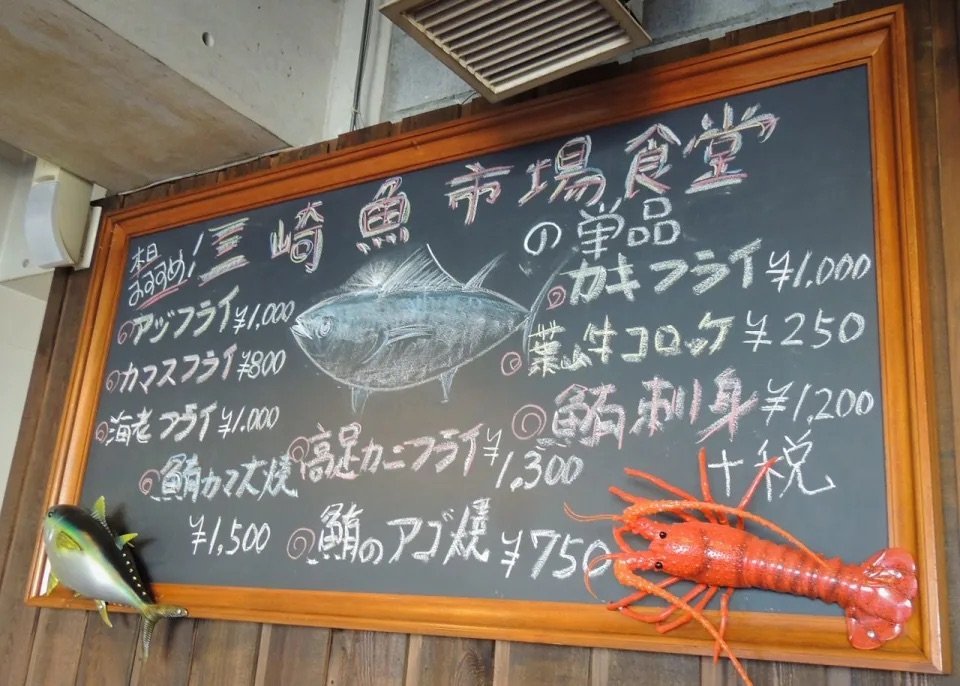 本日
おすすめ!
三崎魚市場食堂
の単品
アジフライ ¥1,000
カマスフライ ¥800
海老フライ ¥1,000
鮪カマ大焼
¥1,500
高足カニフライ ¥1,300
鮪のアゴ焼 ¥750
カキフライ ¥1,000
葉山牛コロッケ ¥250
鮪刺身 ¥1,200
+税